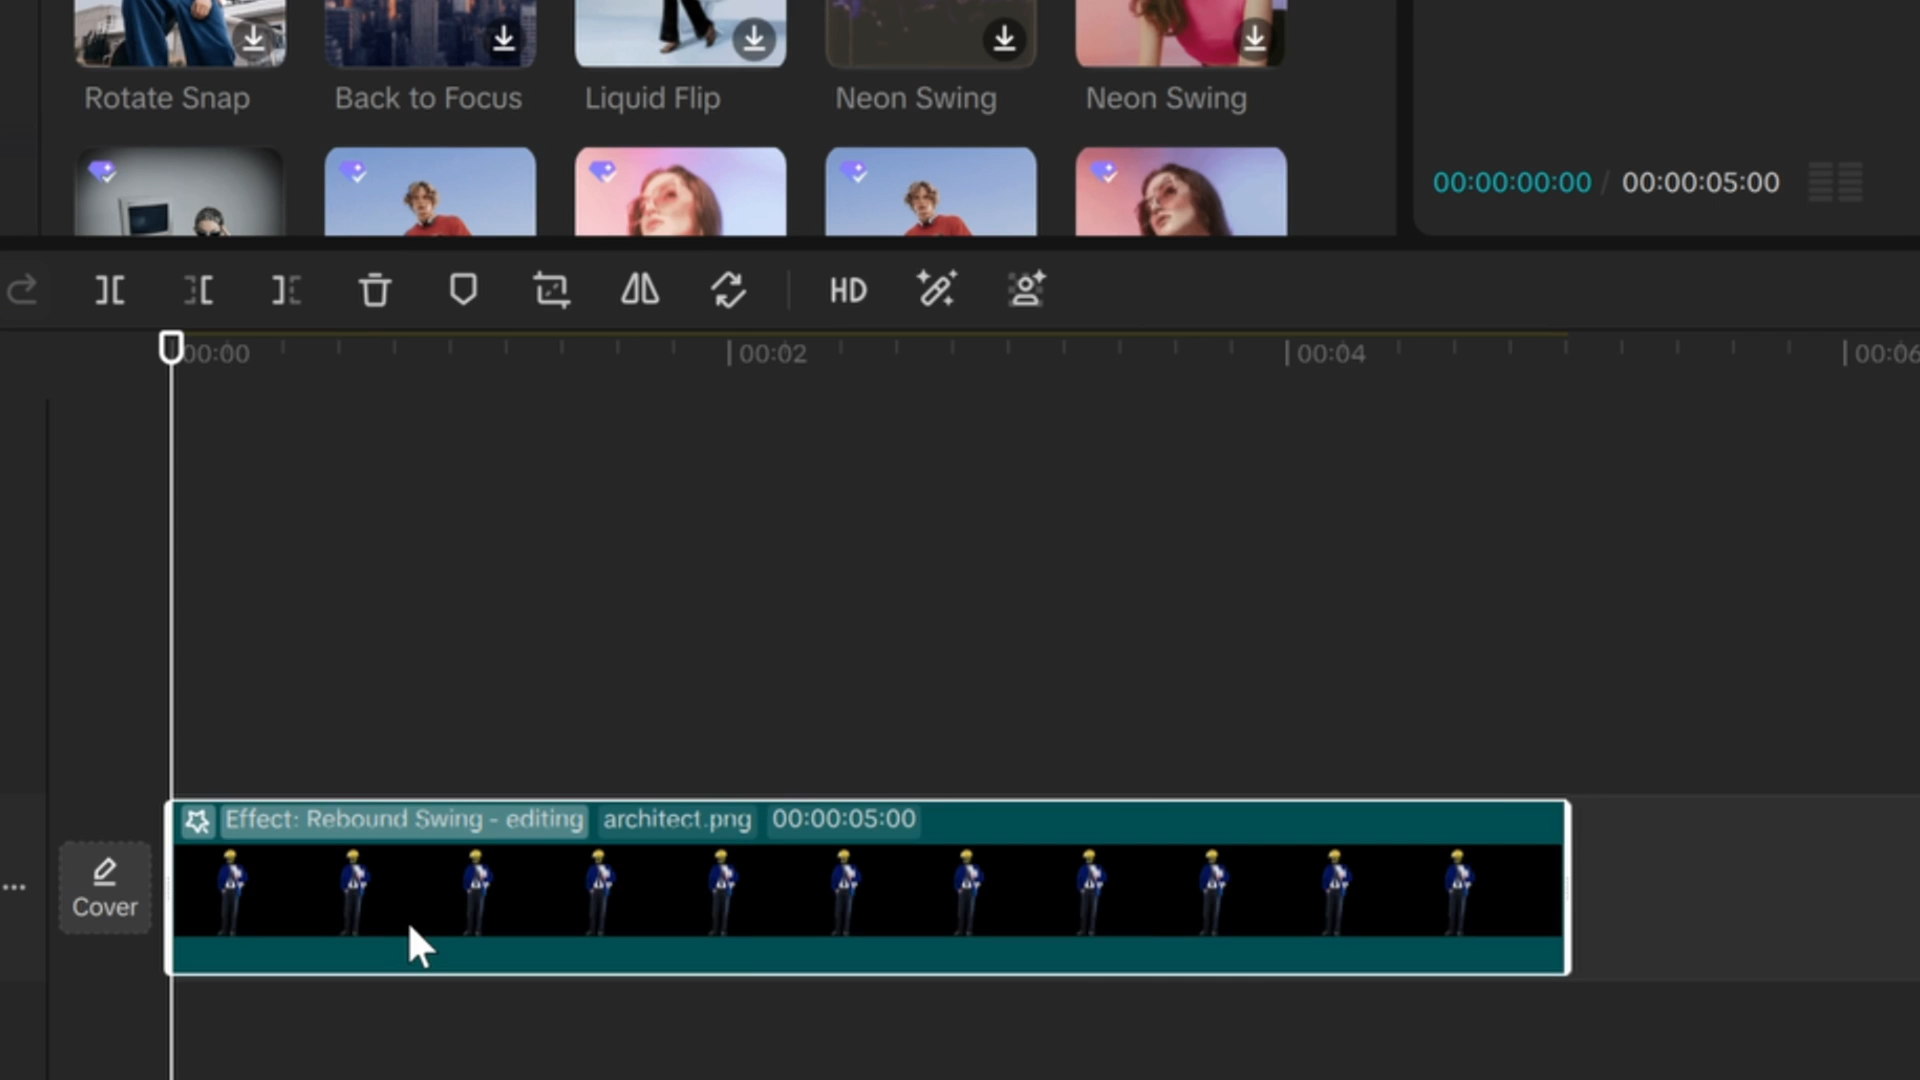 Rotate Snap
Back to Focus
Liquid Flip
Neon Swing
Neon Swing
00:00:00:00 / 00:00:05:00
HD
00:00
00:02
00:04
00:06
Effect: Rebound Swing - editing architect.png 00:00:05:00
Cover